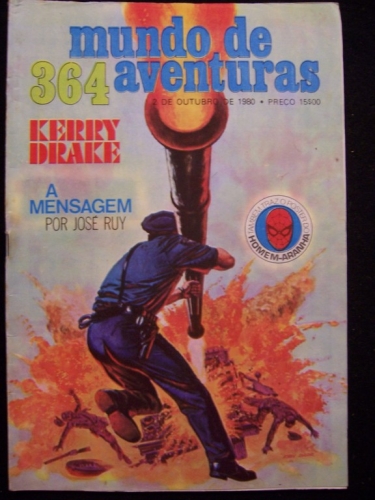 mundo de
364 aventuras
2 DE OUTUBRO DE 1980 • PREÇO 15$00
KERRY
DRAKE
A
MENSAGEM
POR JOSÉ RUY
HOMEM-ARANHA